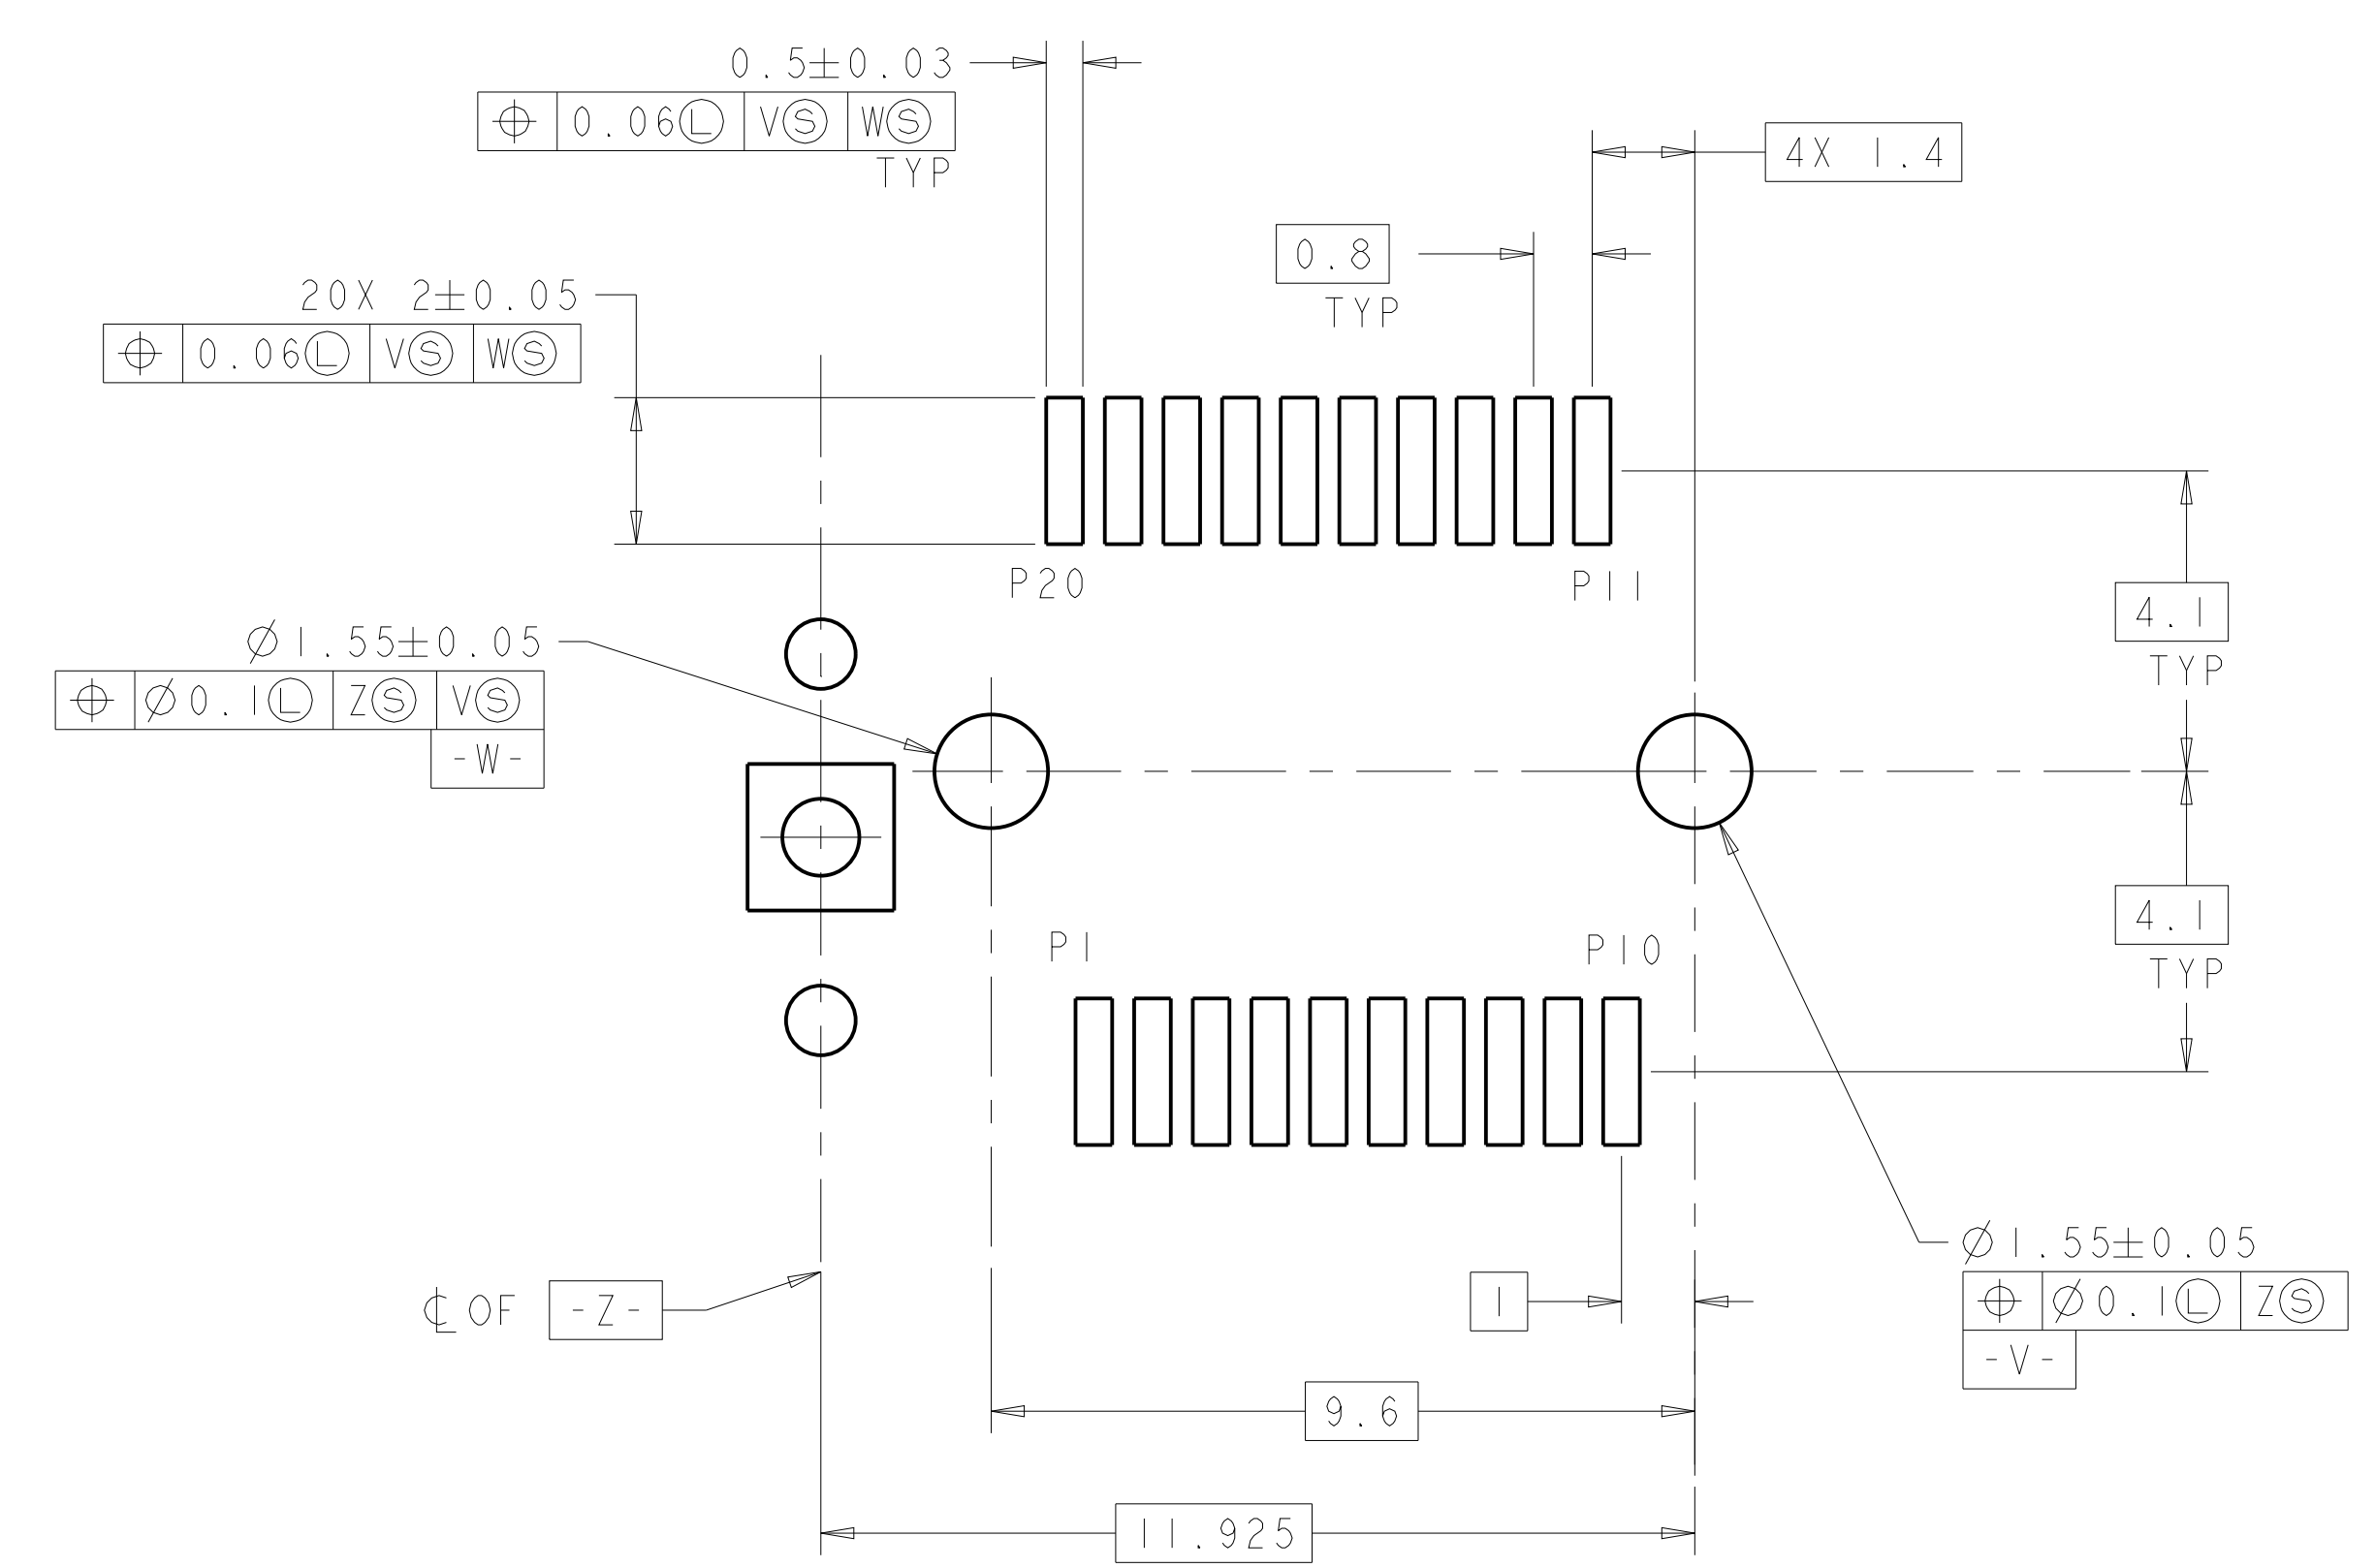 0.5±0.03
⌖ 0.06Ⓛ VⓈ WⓈ
TYP
4X 1.4
0.8
TYP
20X 2±0.05
⌖ 0.06Ⓛ VⓈ WⓈ
P20
P11
4.1
TYP
Ø1.55±0.05
⌖ Ø0.1Ⓛ ZⓈ VⓈ
-W-
4.1
TYP
P1
P10
Ø1.55±0.05
⌖ Ø0.1Ⓛ ZⓈ
-V-
℄ OF -Z-
1
9.6
11.925